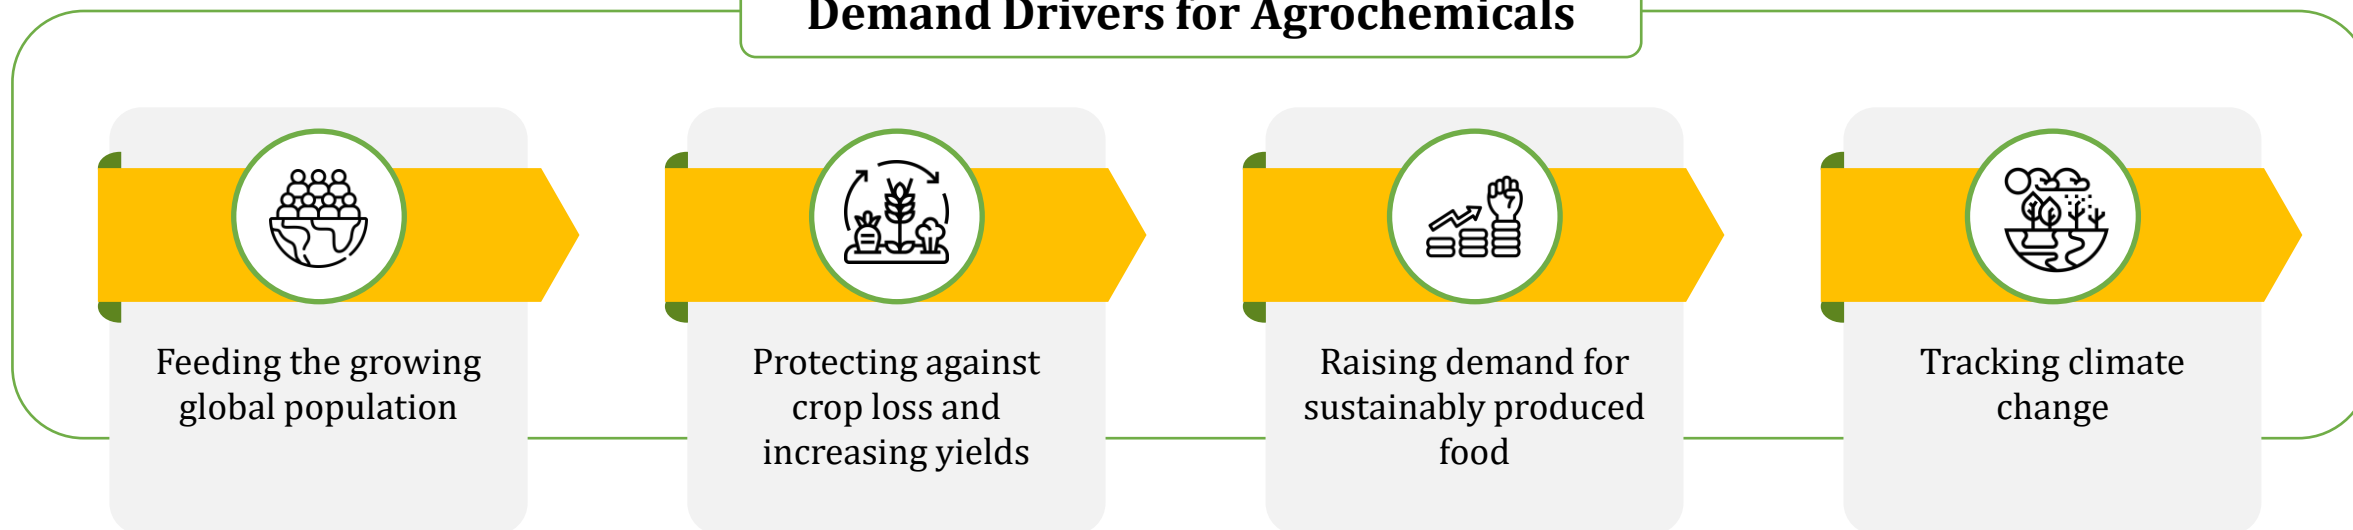 Demand Drivers for Agrochemicals
Feeding the growing
global population
Protecting against
crop loss and
increasing yields
Raising demand for
sustainably produced
food
Tracking climate
change